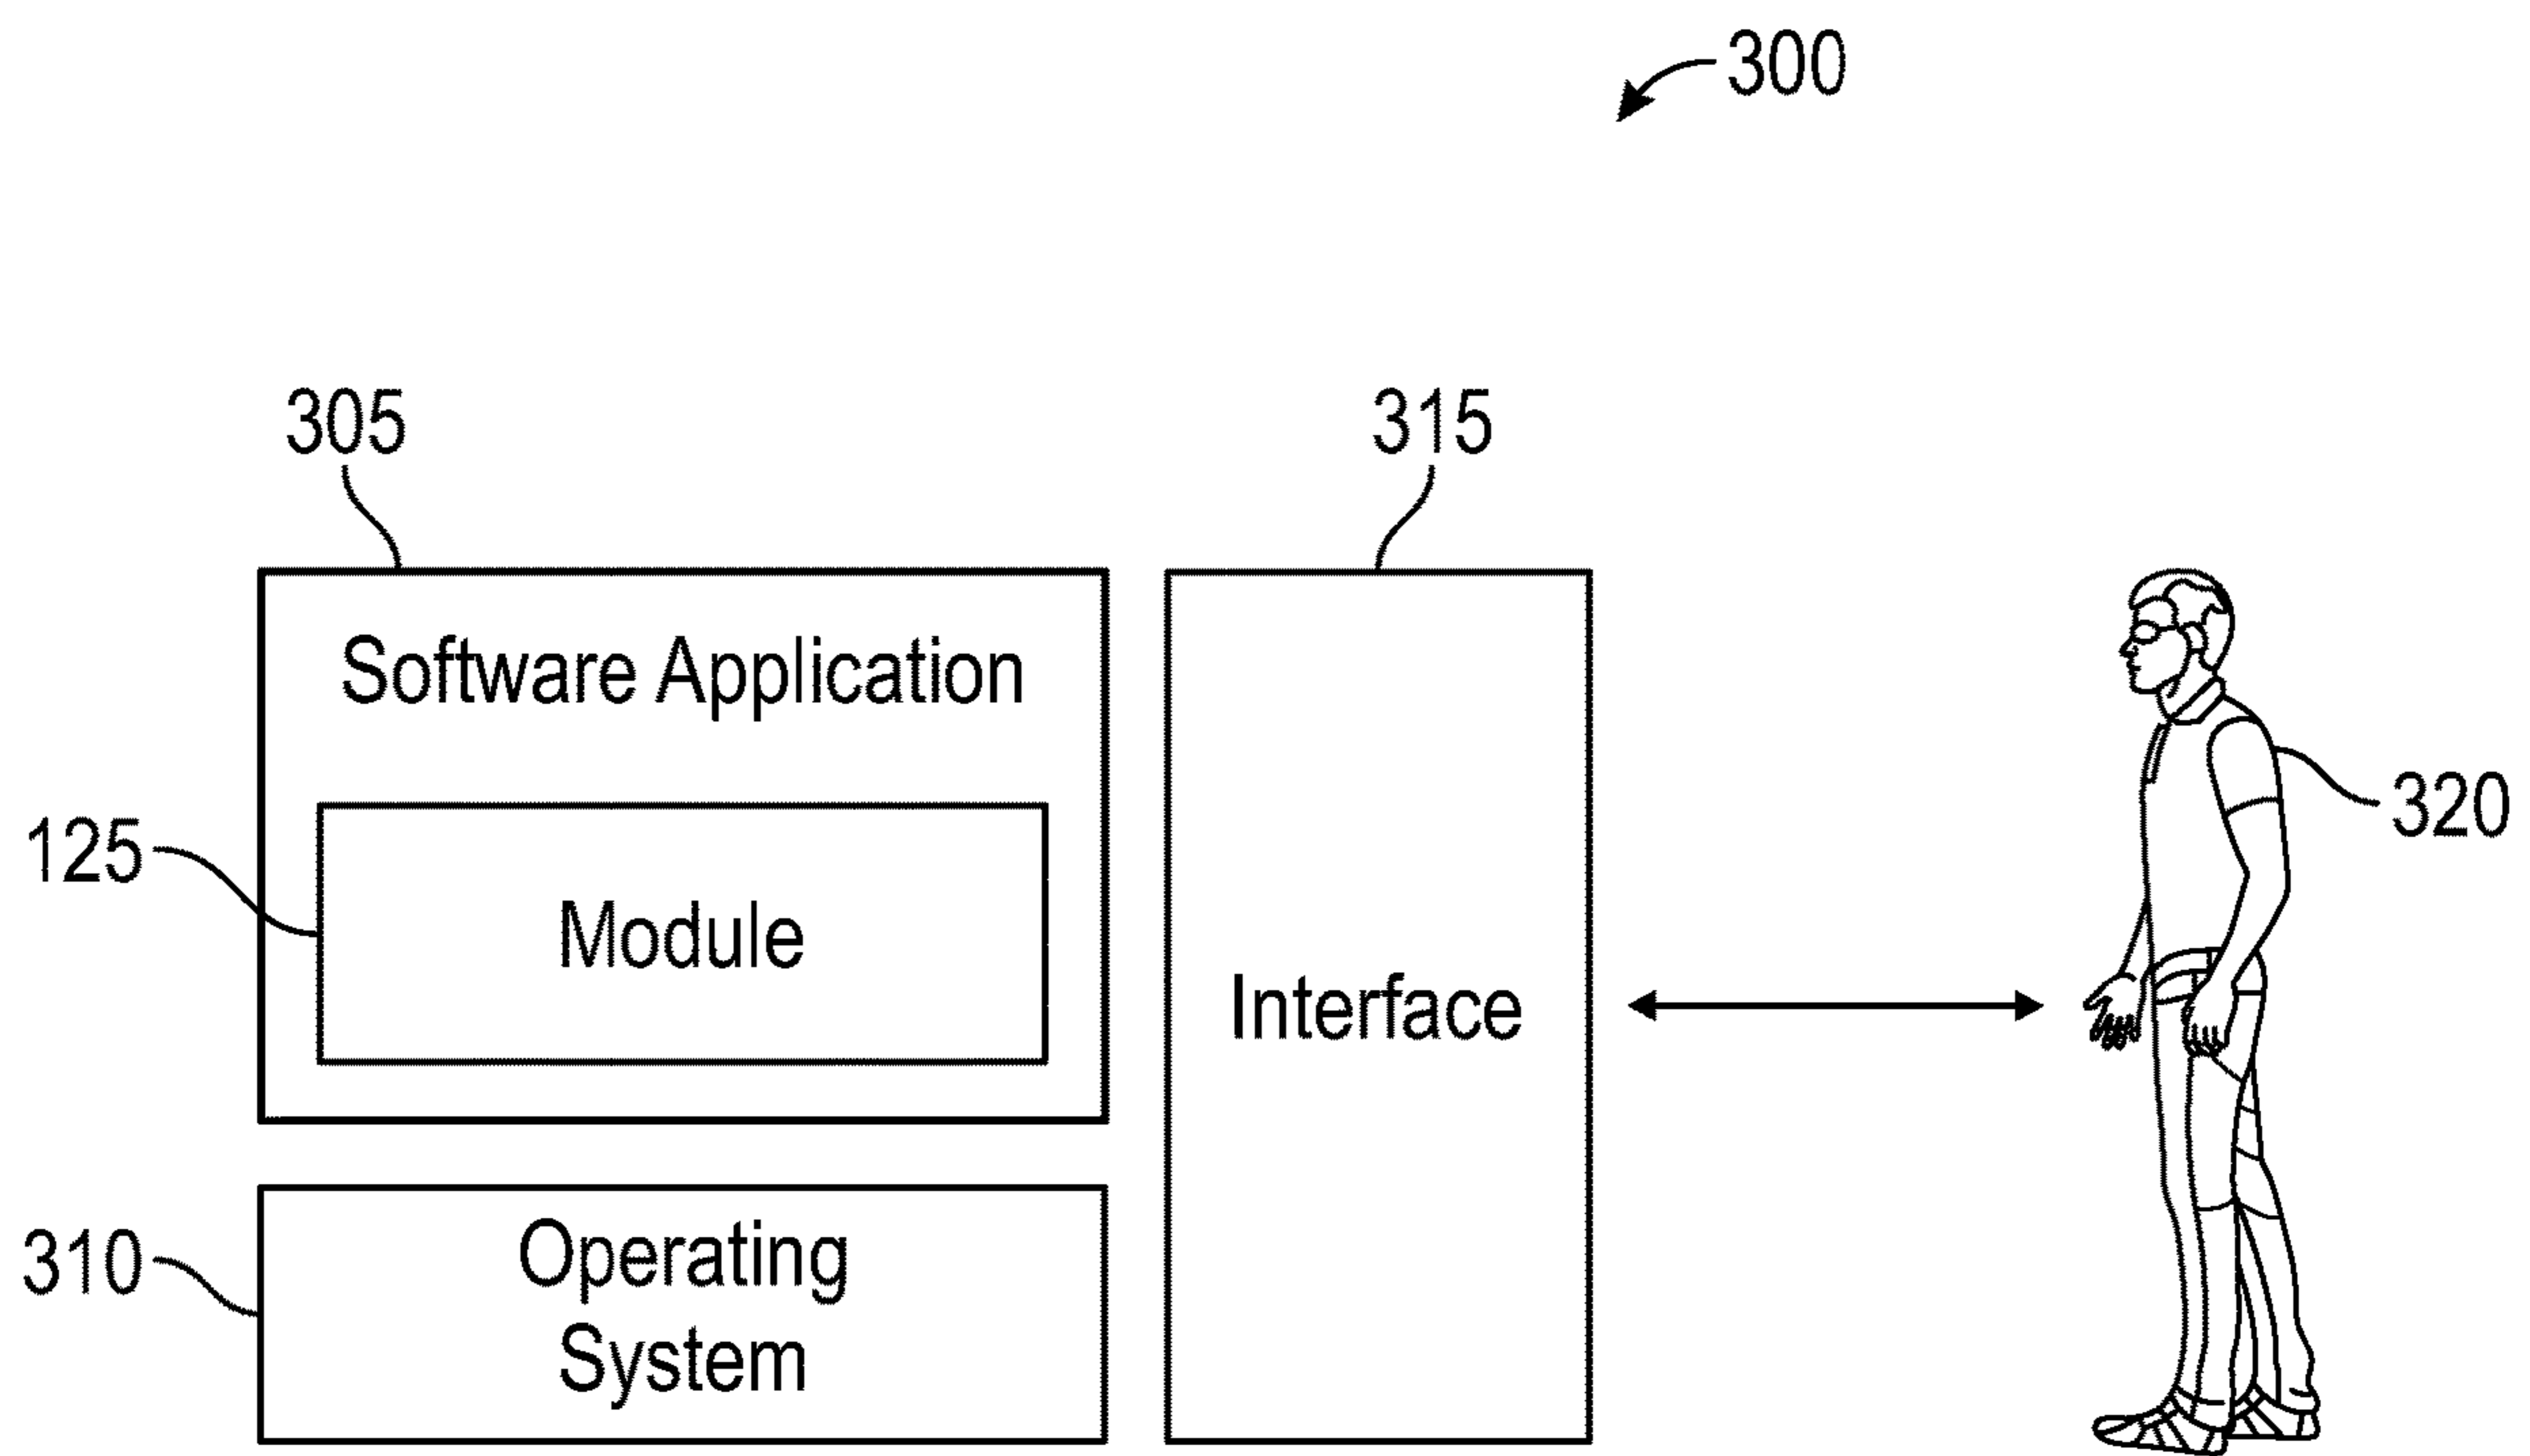 300
305
315
Software Application
320
125
Module
Interface
310
Operating
System